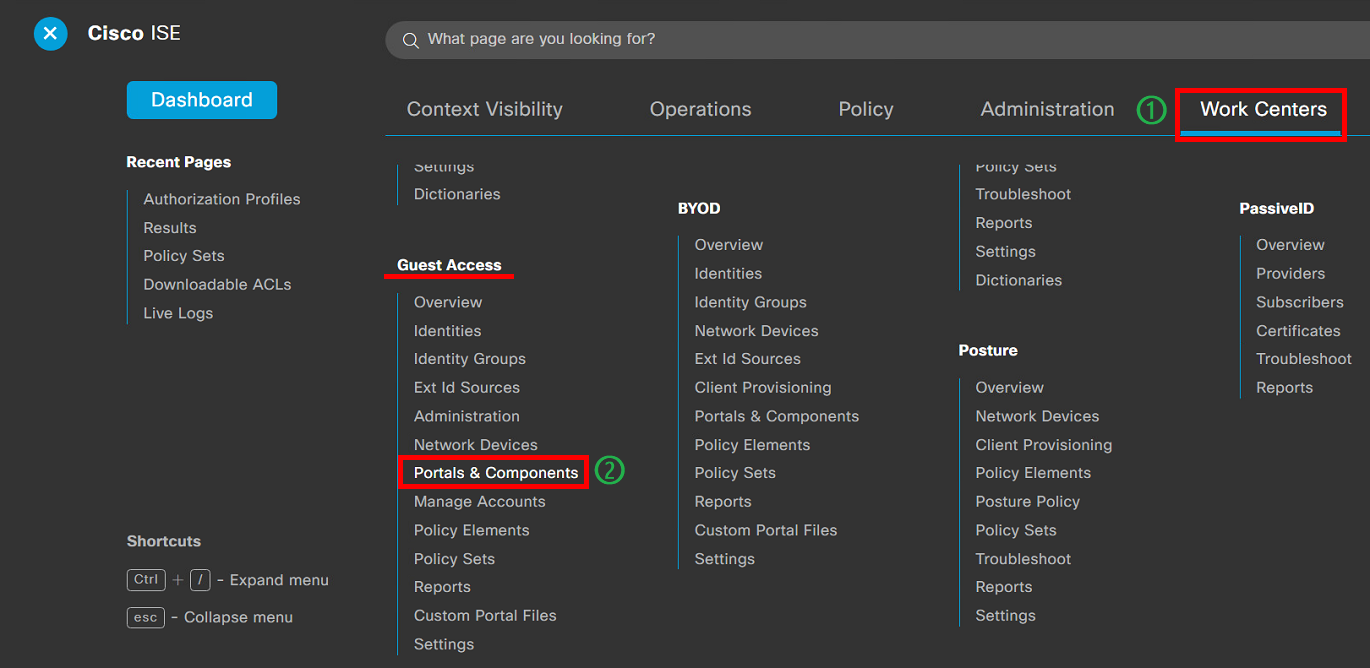 Cisco ISE
What page are you looking for?
Dashboard
Context Visibility
Operations
Policy
Administration
1
Work Centers
Recent Pages
Authorization Profiles
Results
Policy Sets
Downloadable ACLs
Live Logs
Shortcuts
Ctrl + / - Expand menu
esc - Collapse menu
Settings
Dictionaries
Guest Access
Overview
Identities
Identity Groups
Ext Id Sources
Administration
Network Devices
Portals & Components 2
Manage Accounts
Policy Elements
Policy Sets
Reports
Custom Portal Files
Settings
BYOD
Overview
Identities
Identity Groups
Network Devices
Ext Id Sources
Client Provisioning
Portals & Components
Policy Elements
Policy Sets
Reports
Custom Portal Files
Settings
Policy Sets
Troubleshoot
Reports
Settings
Dictionaries
Posture
Overview
Network Devices
Client Provisioning
Policy Elements
Posture Policy
Policy Sets
Troubleshoot
Reports
Settings
PassiveID
Overview
Providers
Subscribers
Certificates
Troubleshoot
Reports